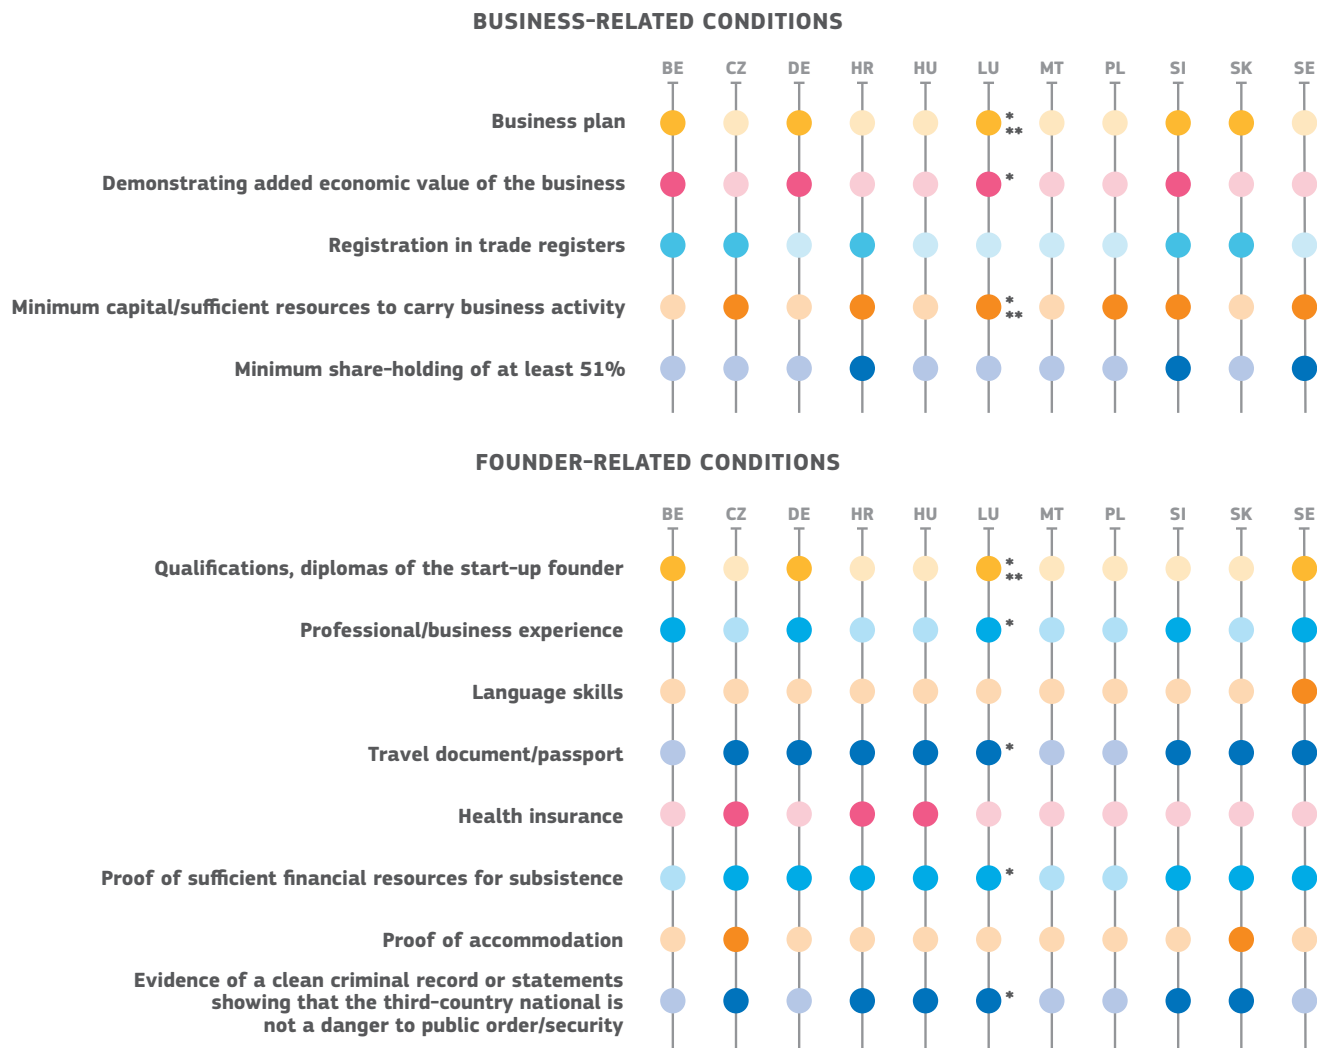 BUSINESS-RELATED CONDITIONS
BE CZ DE HR HU LU MT PL SI SK SE
Business plan * **
Demonstrating added economic value of the business *
Registration in trade registers
Minimum capital/sufficient resources to carry business activity * **
Minimum share-holding of at least 51%
FOUNDER-RELATED CONDITIONS
BE CZ DE HR HU LU MT PL SI SK SE
Qualifications, diplomas of the start-up founder * **
Professional/business experience *
Language skills
Travel document/passport *
Health insurance
Proof of sufficient financial resources for subsistence *
Proof of accommodation
Evidence of a clean criminal record or statements
showing that the third-country national is *
not a danger to public order/security